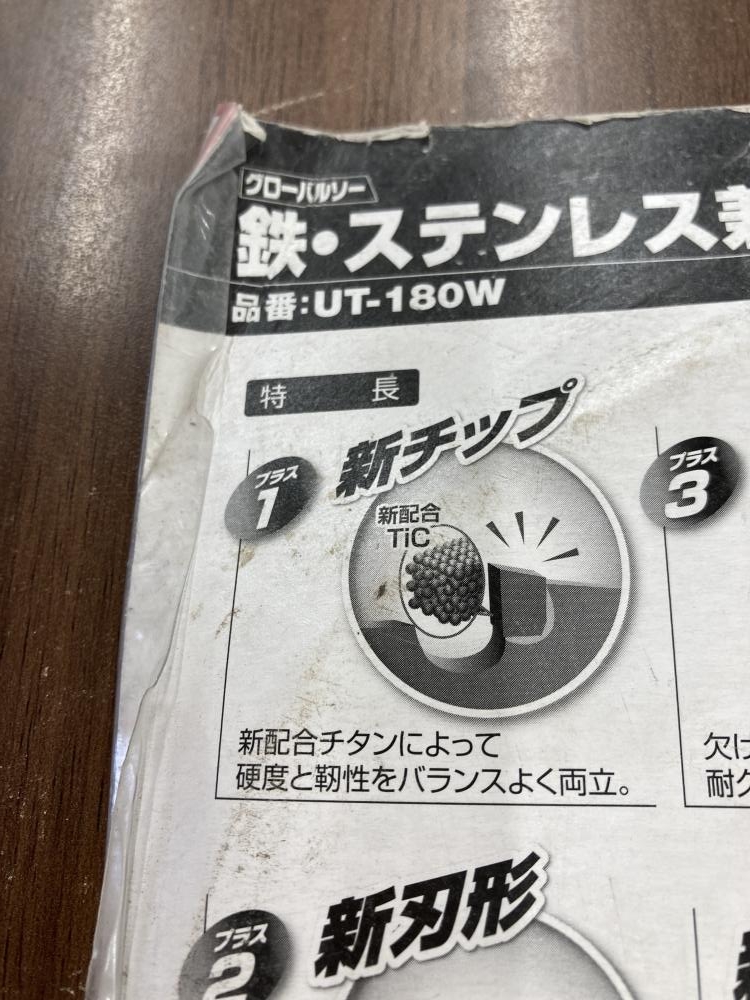 グローバルソー
鉄・ステンレス兼
品番:UT-180W
特 長
プラス
1
新チップ
新配合
TiC
新配合チタンによって
硬度と靭性をバランスよく両立。
プラス
3
欠け
耐久
プラス
2
新刃形